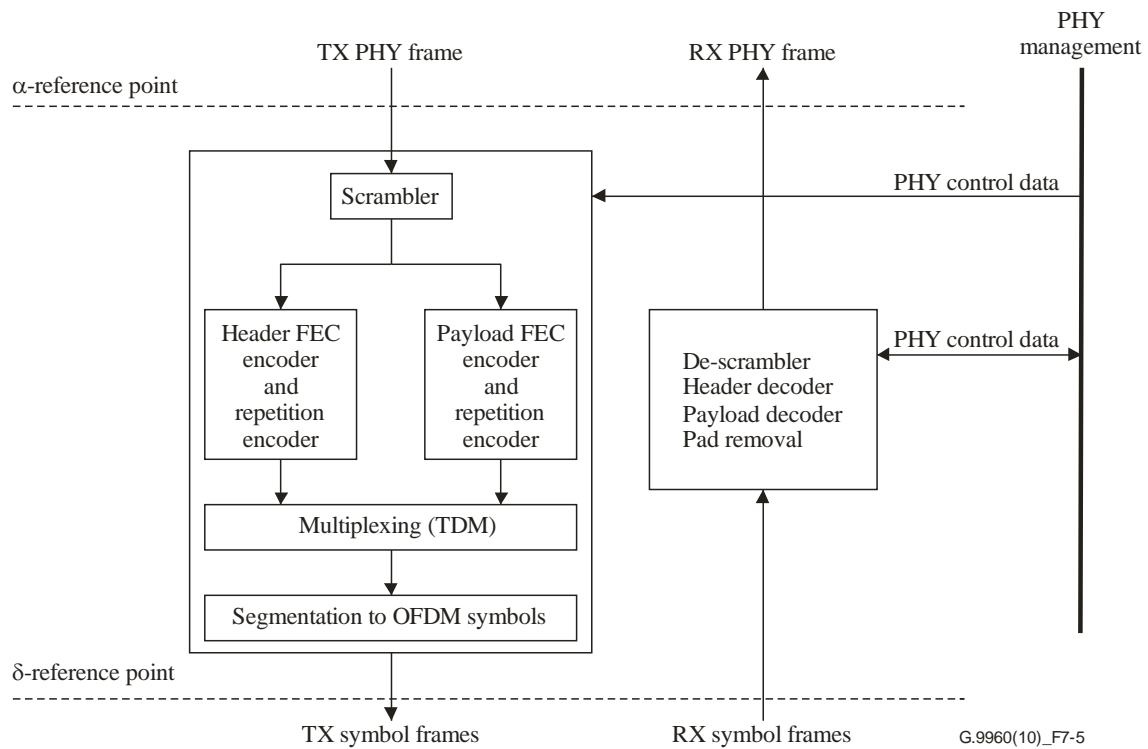 PHY
management
TX PHY frame
RX PHY frame
α-reference point
Scrambler
PHY control data
Header FEC
encoder
and
repetition
encoder
Payload FEC
encoder
and
repetition
encoder
De-scrambler
Header decoder
Payload decoder
Pad removal
PHY control data
Multiplexing (TDM)
Segmentation to OFDM symbols
δ-reference point
TX symbol frames
RX symbol frames
G.9960(10)_F7-5